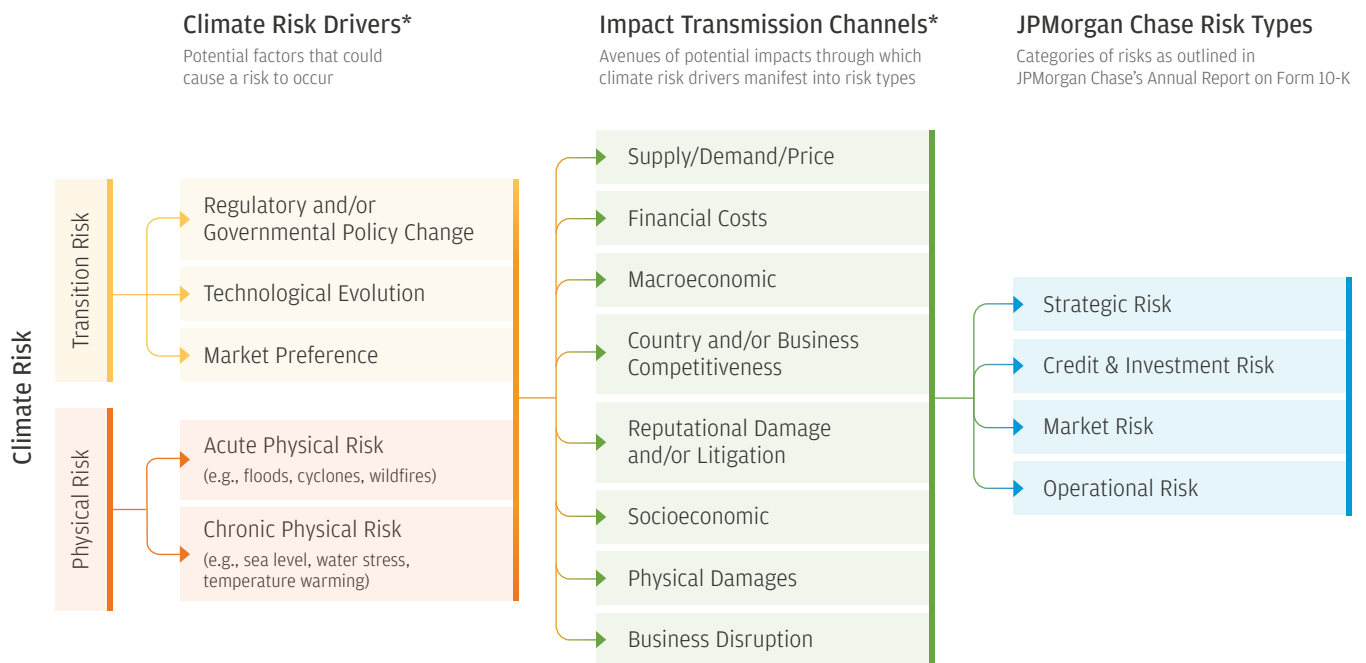 Climate Risk Drivers*
Potential factors that could
cause a risk to occur
Impact Transmission Channels*
Avenues of potential impacts through which
climate risk drivers manifest into risk types
JPMorgan Chase Risk Types
Categories of risks as outlined in
JPMorgan Chase's Annual Report on Form 10-K
Climate Risk
Transition Risk
Regulatory and/or
Governmental Policy Change
Technological Evolution
Market Preference
Physical Risk
Acute Physical Risk
(e.g., floods, cyclones, wildfires)
Chronic Physical Risk
(e.g., sea level, water stress,
temperature warming)
Supply/Demand/Price
Financial Costs
Macroeconomic
Country and/or Business
Competitiveness
Reputational Damage
and/or Litigation
Socioeconomic
Physical Damages
Business Disruption
Strategic Risk
Credit & Investment Risk
Market Risk
Operational Risk